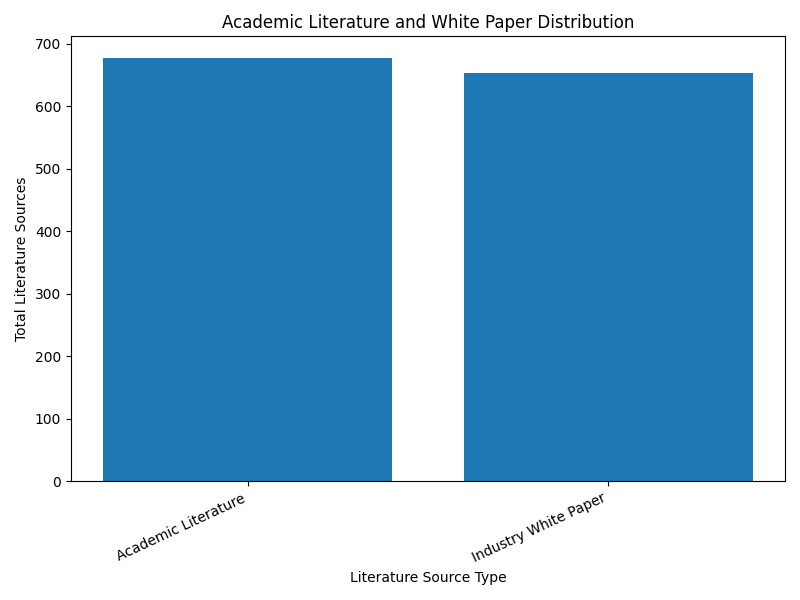 Academic Literature and White Paper Distribution
Total Literature Sources
700
600
500
400
300
200
100
0
Academic Literature
Industry White Paper
Literature Source Type